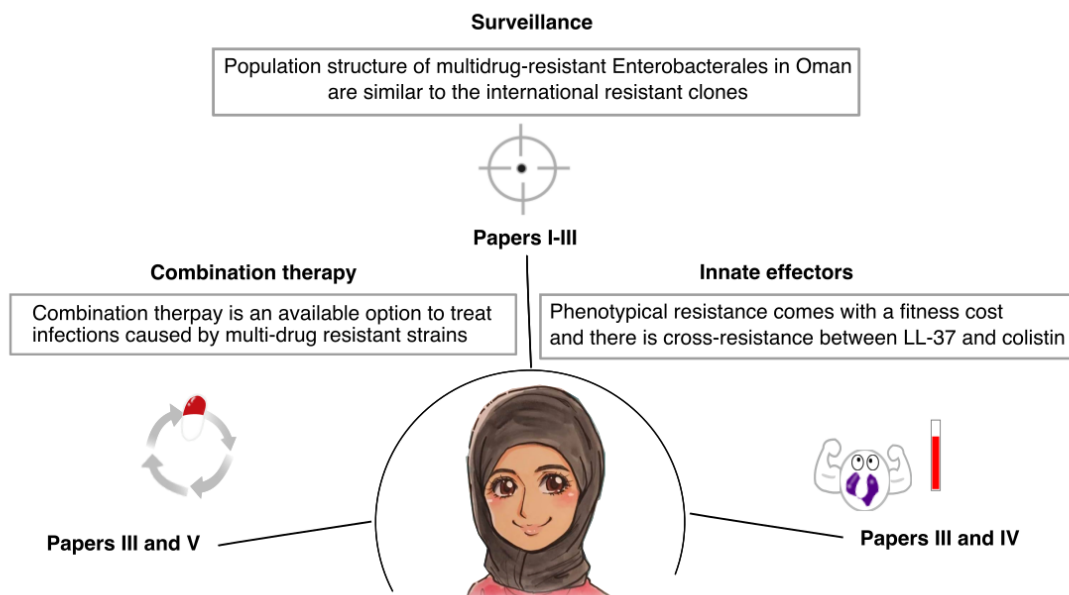 Surveillance
Population structure of multidrug-resistant Enterobacterales in Oman
are similar to the international resistant clones
Papers I-III
Combination therapy
Combination therpay is an available option to treat
infections caused by multi-drug resistant strains
Innate effectors
Phenotypical resistance comes with a fitness cost
and there is cross-resistance between LL-37 and colistin
Papers III and V
Papers III and IV